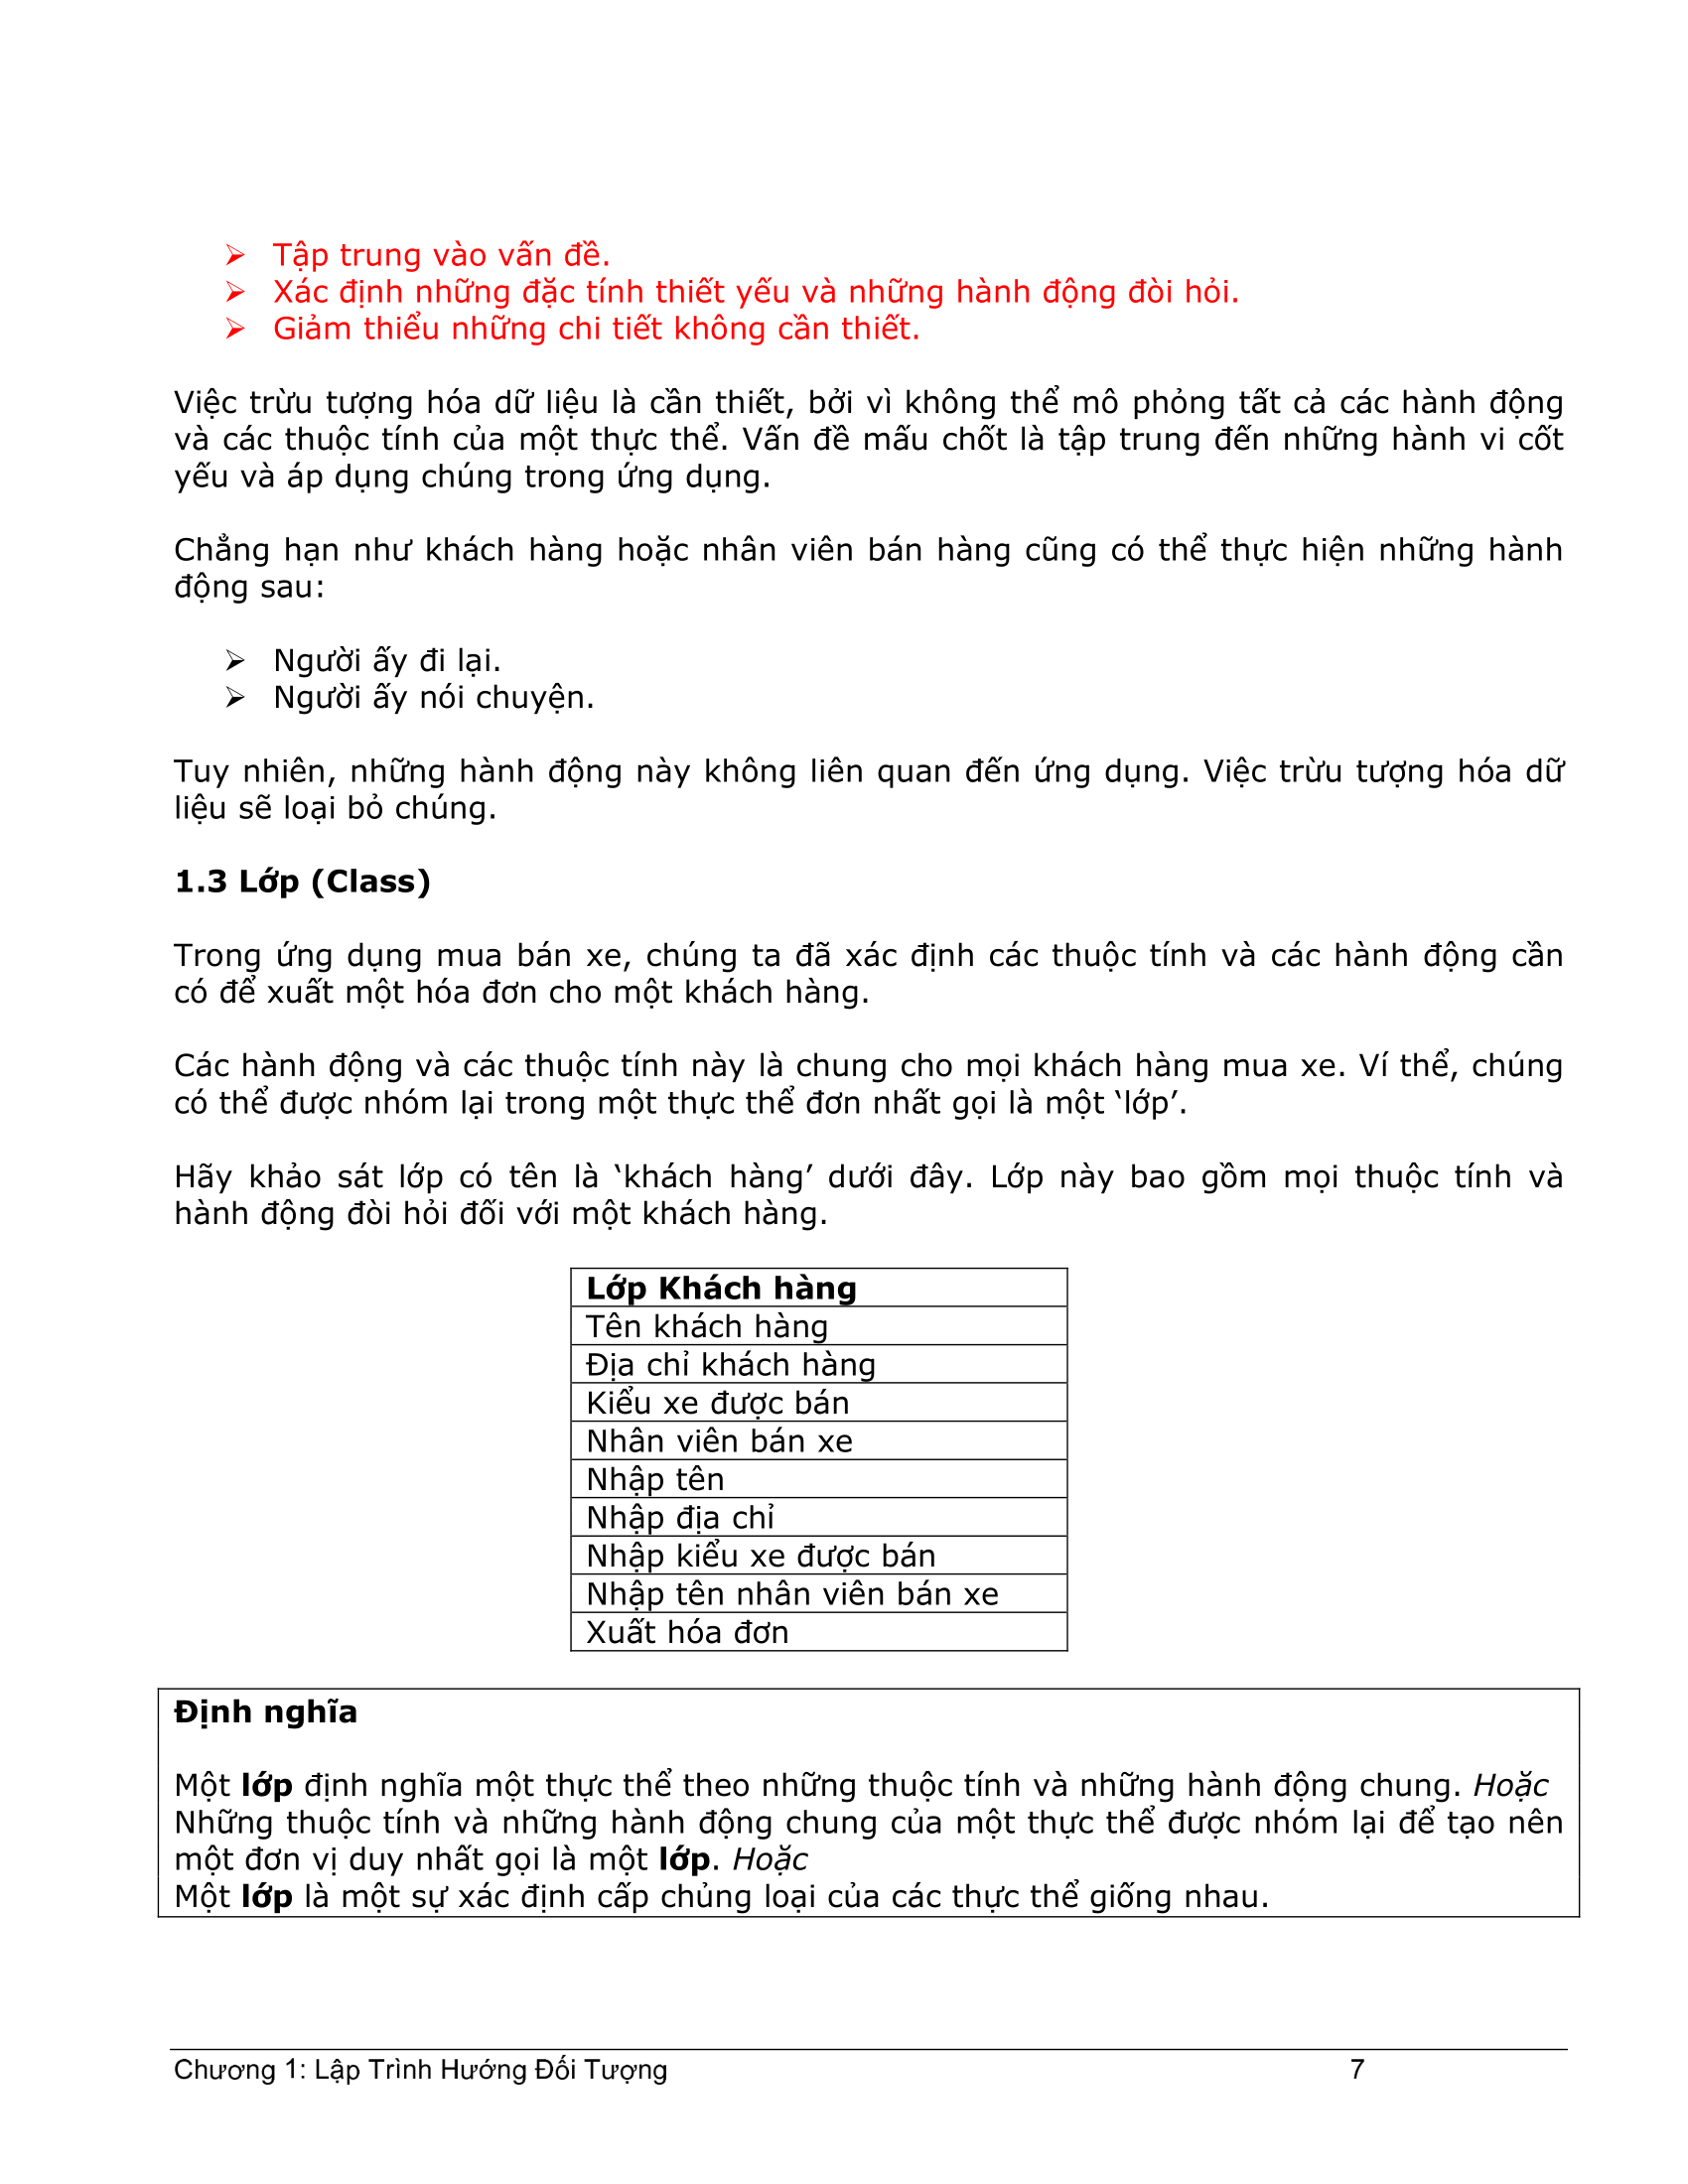 ➢ Tập trung vào vấn đề.
➢ Xác định những đặc tính thiết yếu và những hành động đòi hỏi.
➢ Giảm thiểu những chi tiết không cần thiết.
Việc trừu tượng hóa dữ liệu là cần thiết, bởi vì không thể mô phỏng tất cả các hành động
và các thuộc tính của một thực thể. Vấn đề mấu chốt là tập trung đến những hành vi cốt
yếu và áp dụng chúng trong ứng dụng.
Chẳng hạn như khách hàng hoặc nhân viên bán hàng cũng có thể thực hiện những hành
động sau:
➢ Người ấy đi lại.
➢ Người ấy nói chuyện.
Tuy nhiên, những hành động này không liên quan đến ứng dụng. Việc trừu tượng hóa dữ
liệu sẽ loại bỏ chúng.
1.3 Lớp (Class)
Trong ứng dụng mua bán xe, chúng ta đã xác định các thuộc tính và các hành động cần
có để xuất một hóa đơn cho một khách hàng.
Các hành động và các thuộc tính này là chung cho mọi khách hàng mua xe. Ví thể, chúng
có thể được nhóm lại trong một thực thể đơn nhất gọi là một ‘lớp’.
Hãy khảo sát lớp có tên là ‘khách hàng’ dưới đây. Lớp này bao gồm mọi thuộc tính và
hành động đòi hỏi đối với một khách hàng.
Lớp Khách hàng
Tên khách hàng
Địa chỉ khách hàng
Kiểu xe được bán
Nhân viên bán xe
Nhập tên
Nhập địa chỉ
Nhập kiểu xe được bán
Nhập tên nhân viên bán xe
Xuất hóa đơn
Định nghĩa
Một lớp định nghĩa một thực thể theo những thuộc tính và những hành động chung. Hoặc
Những thuộc tính và những hành động chung của một thực thể được nhóm lại để tạo nên
một đơn vị duy nhất gọi là một lớp. Hoặc
Một lớp là một sự xác định cấp chủng loại của các thực thể giống nhau.
Chương 1: Lập Trình Hướng Đối Tượng 7